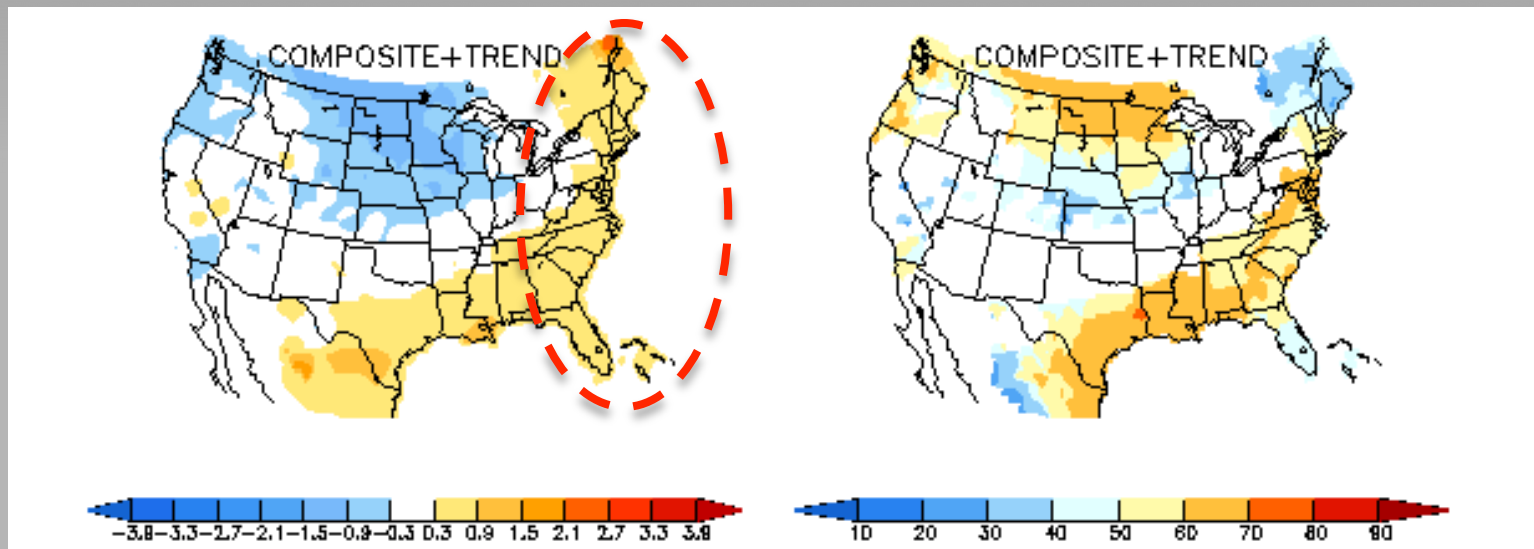 COMPOSITE+TREND
COMPOSITE+TREND
-3.9-3.3-2.7-2.1-1.5-0.9-0.3 0.3 0.9 1.5 2.1 2.7 3.3 3.9
10 20 30 40 50 60 70 80 90